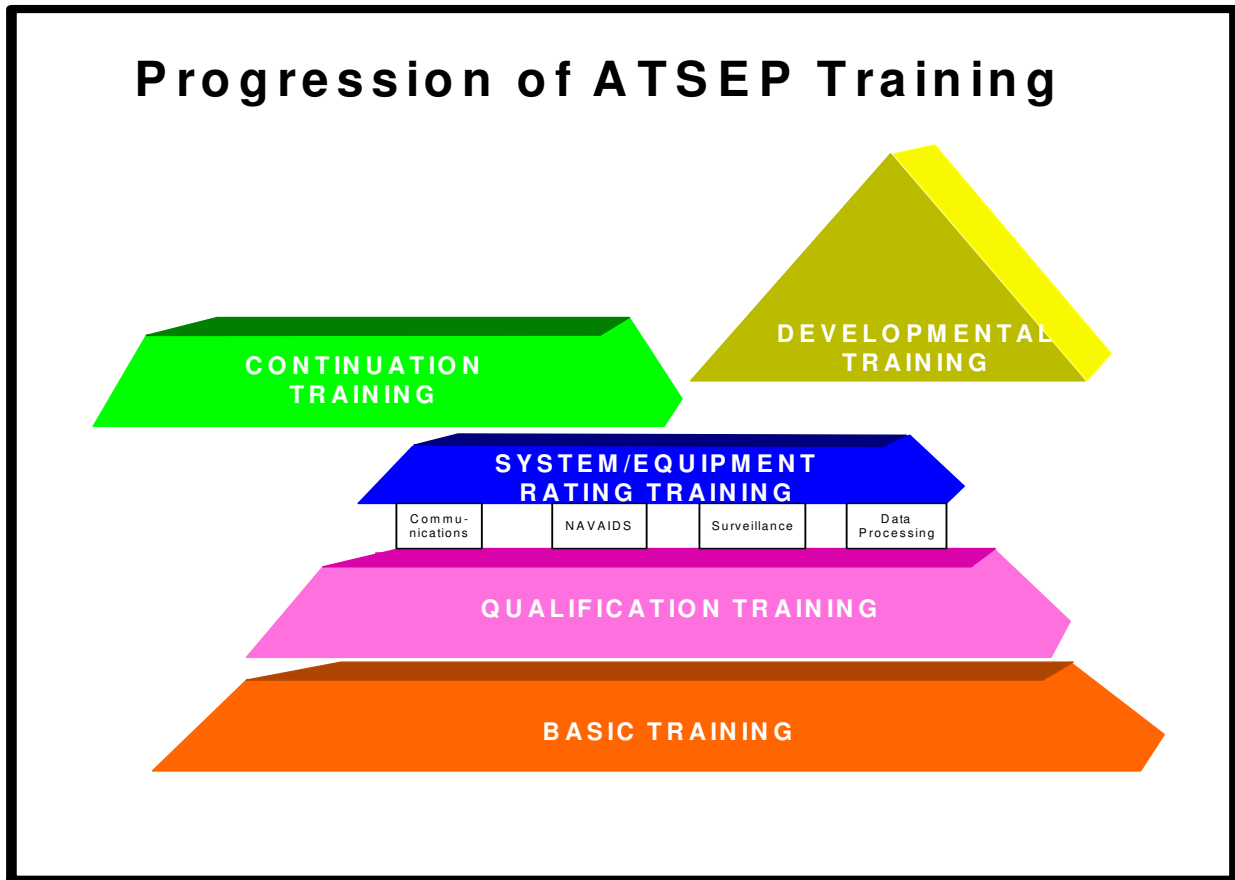 Progression of ATSEP Training
DEVELOPMENTAL
TRAINING
CONTINUATION
TRAINING
SYSTEM/EQUIPMENT
RATING TRAINING
Commu-
nications
NAVAIDS
Surveillance
Data
Processing
QUALIFICATION TRAINING
BASIC TRAINING